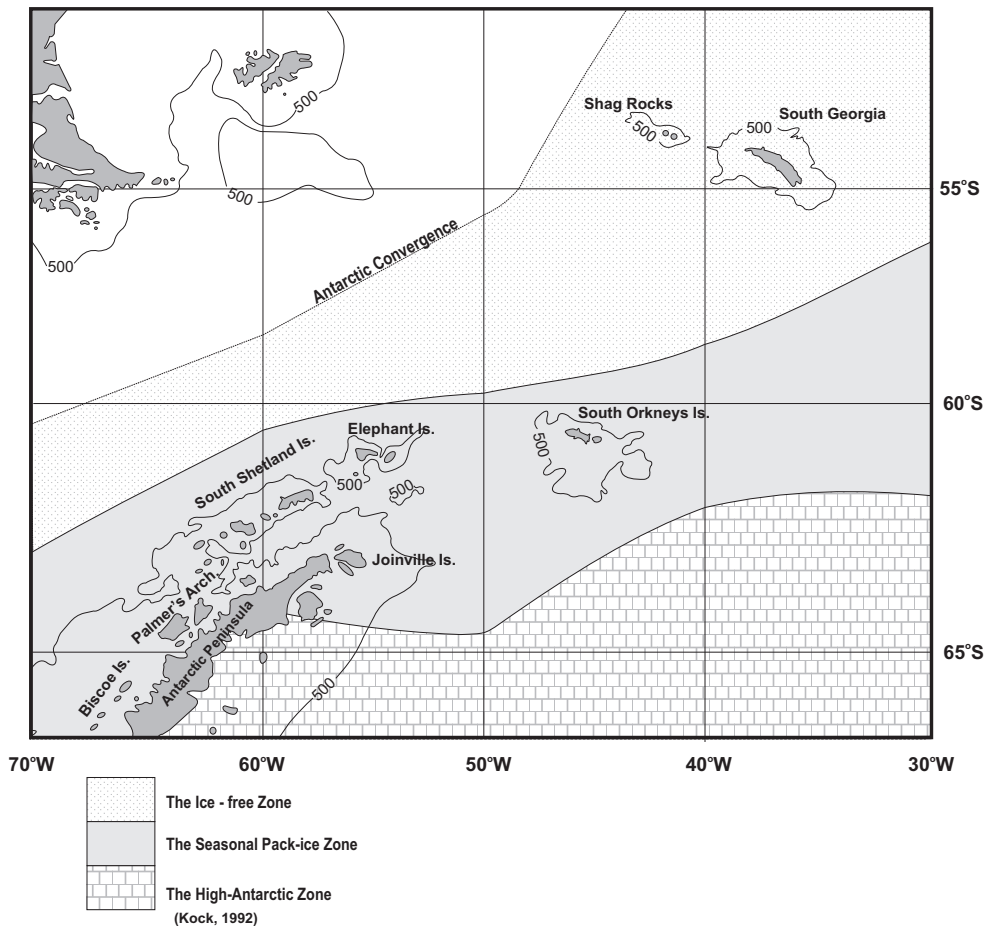 500
Shag Rocks
500
South Georgia
500
500
55°S
500
Antarctic Convergence
60°S
South Orkneys Is.
500
Elephant Is.
South Shetland Is.
500
500
Joinville Is.
Palmer's Arch.
Antarctic Peninsula
Biscoe Is.
500
65°S
70°W
60°W
50°W
40°W
30°W
The Ice - free Zone
The Seasonal Pack-ice Zone
The High-Antarctic Zone
(Kock, 1992)